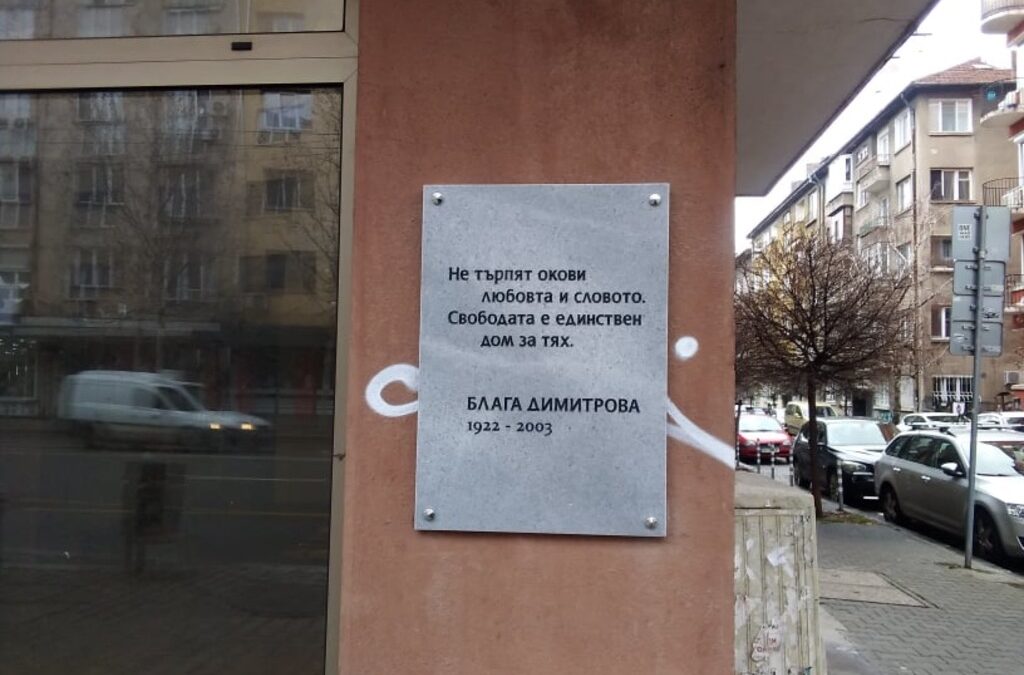 Не търпят окови
любовта и словото.
Свободата е единствен
дом за тях.
БЛАГА ДИМИТРОВА
1922 - 2003